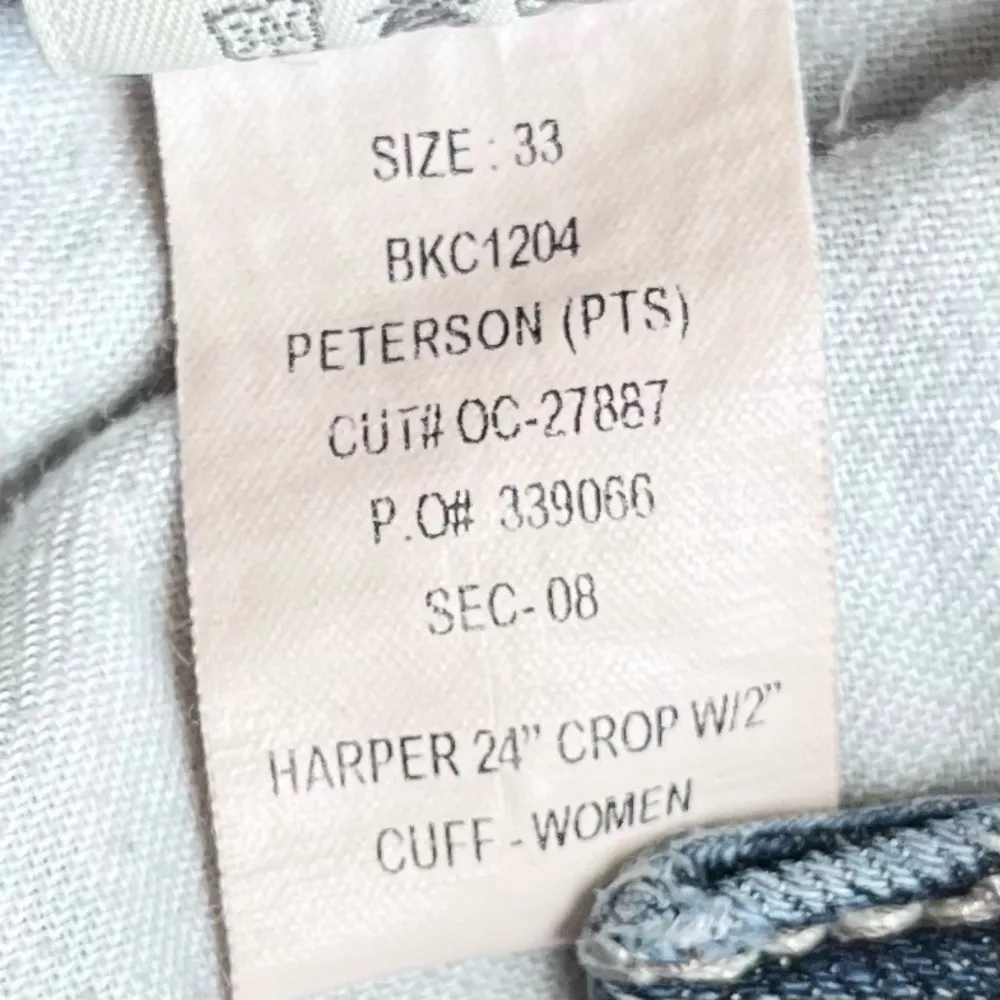 SIZE : 33
BKC1204
PETERSON (PTS)
CUT# OC-27887
P.O# 339066
SEC- 08
HARPER 24” CROP W/2”
CUFF - WOMEN